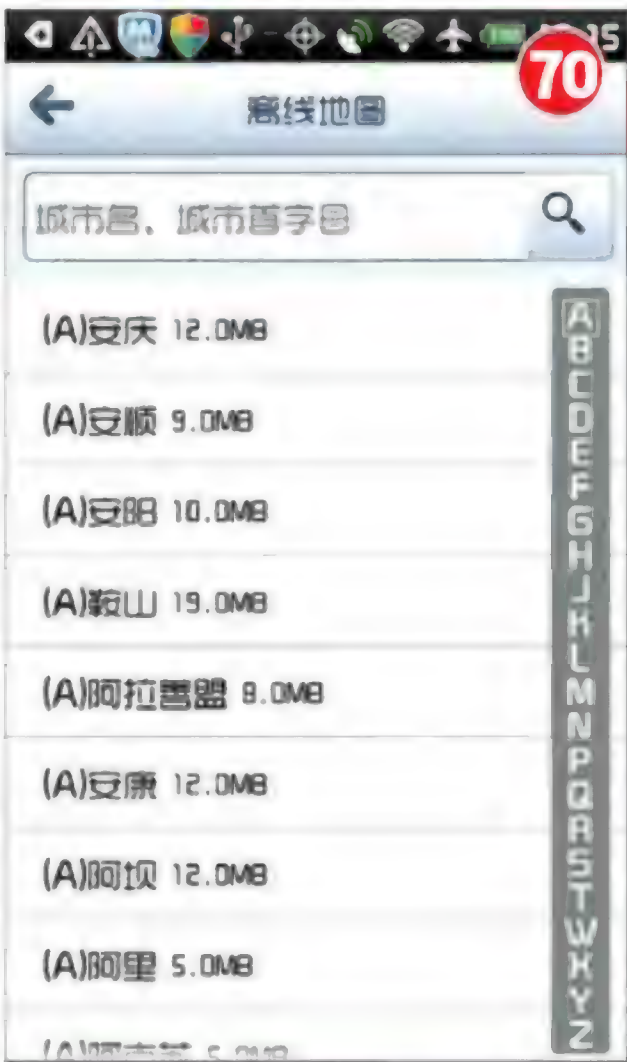 15
70
离线地图
城市名、城市首字母
(A)安庆 12.0MB
(A)安顺 9.0MB
(A)安阳 10.0MB
(A)鞍山 19.0MB
(A)阿拉善盟 8.0MB
(A)安康 12.0MB
(A)阿坝 12.0MB
(A)阿里 5.0MB
A
B
C
D
E
F
G
H
J
K
L
M
N
P
Q
R
S
T
W
X
Y
Z